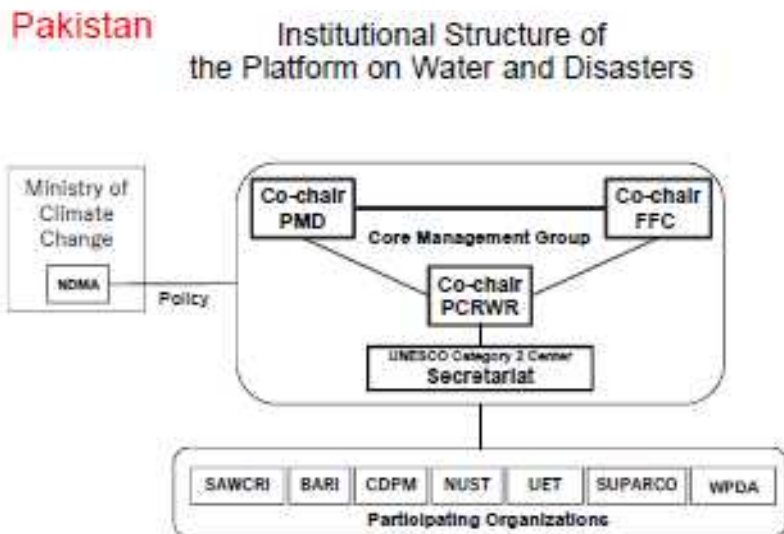 Pakistan
Institutional Structure of
the Platform on Water and Disasters
Ministry of
Climate
Change
NDMA
Policy
Co-chair
PMD
Co-chair
FFC
Core Management Group
Co-chair
PCRWR
UNESCO Category 2 Center
Secretariat
SAWCRI
BARI
CDPM
NUST
UET
SUPARCO
WPDA
Participating Organizations